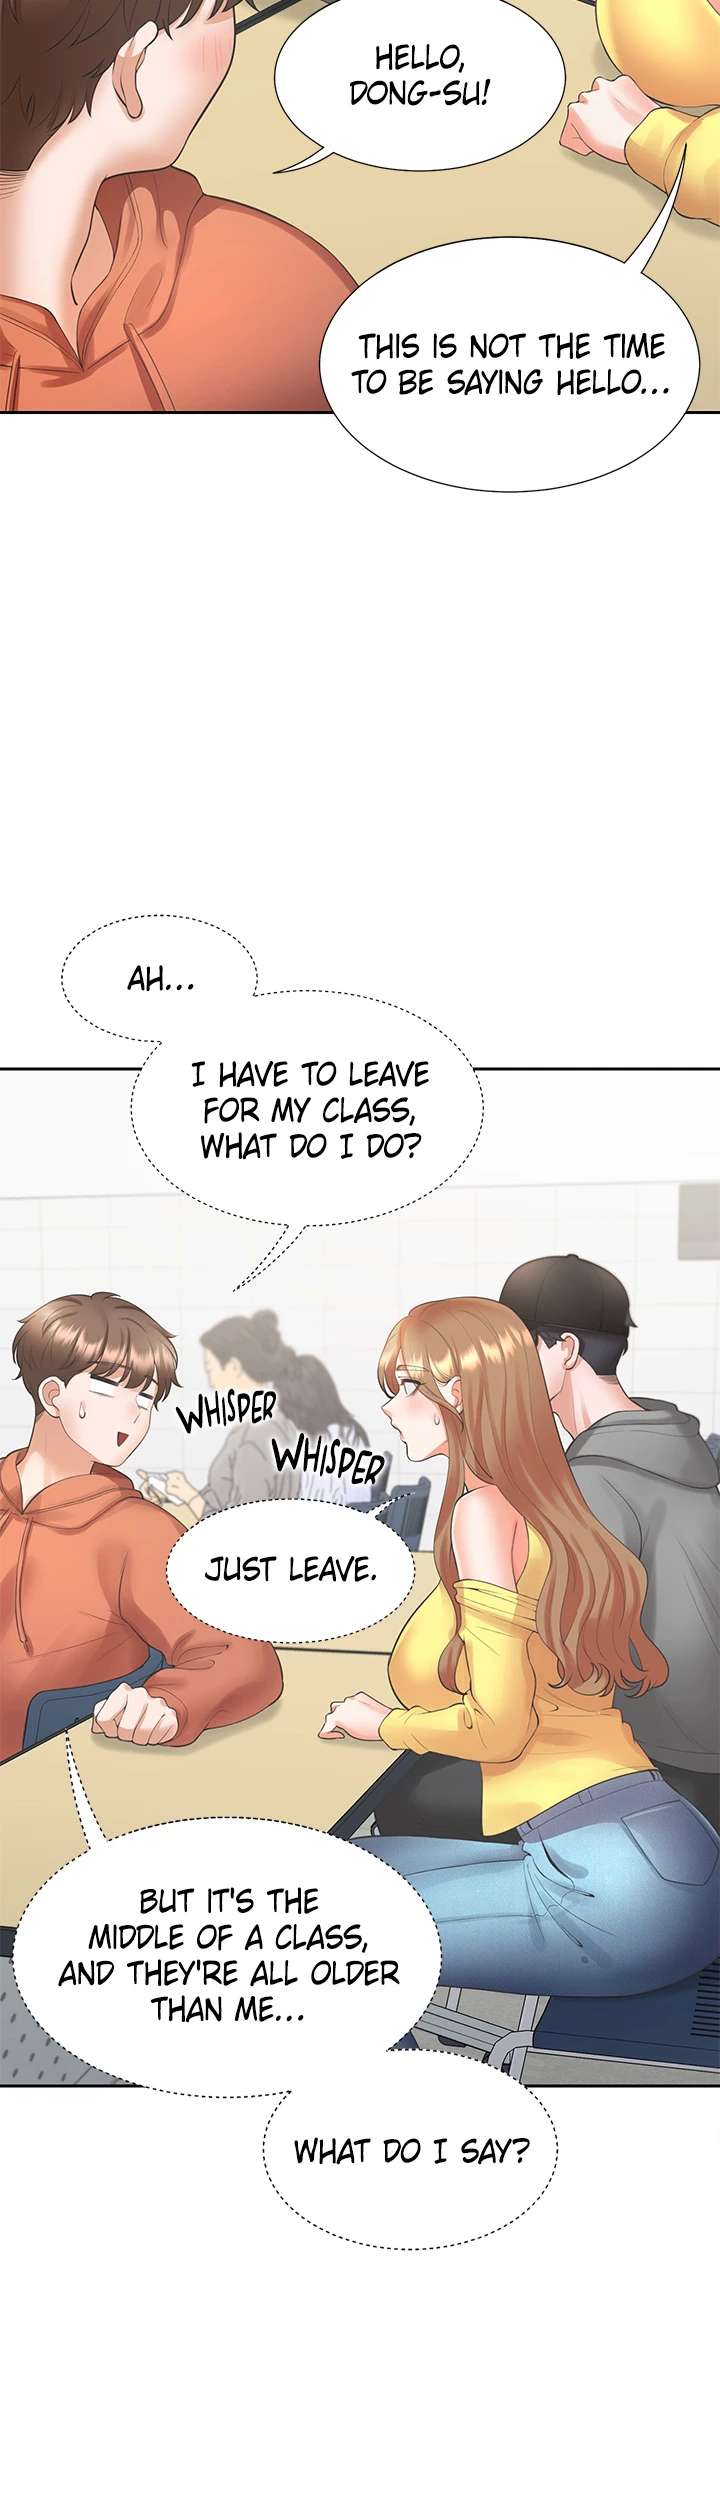 HELLO,
DONG-SU!
THIS IS NOT THE TIME
TO BE SAYING HELLO...
AH...
I HAVE TO LEAVE
FOR MY CLASS,
WHAT DO I DO?
WHISPER
WHISPER
JUST LEAVE.
BUT IT'S THE
MIDDLE OF A CLASS,
AND THEY'RE ALL OLDER
THAN ME...
WHAT DO I SAY?